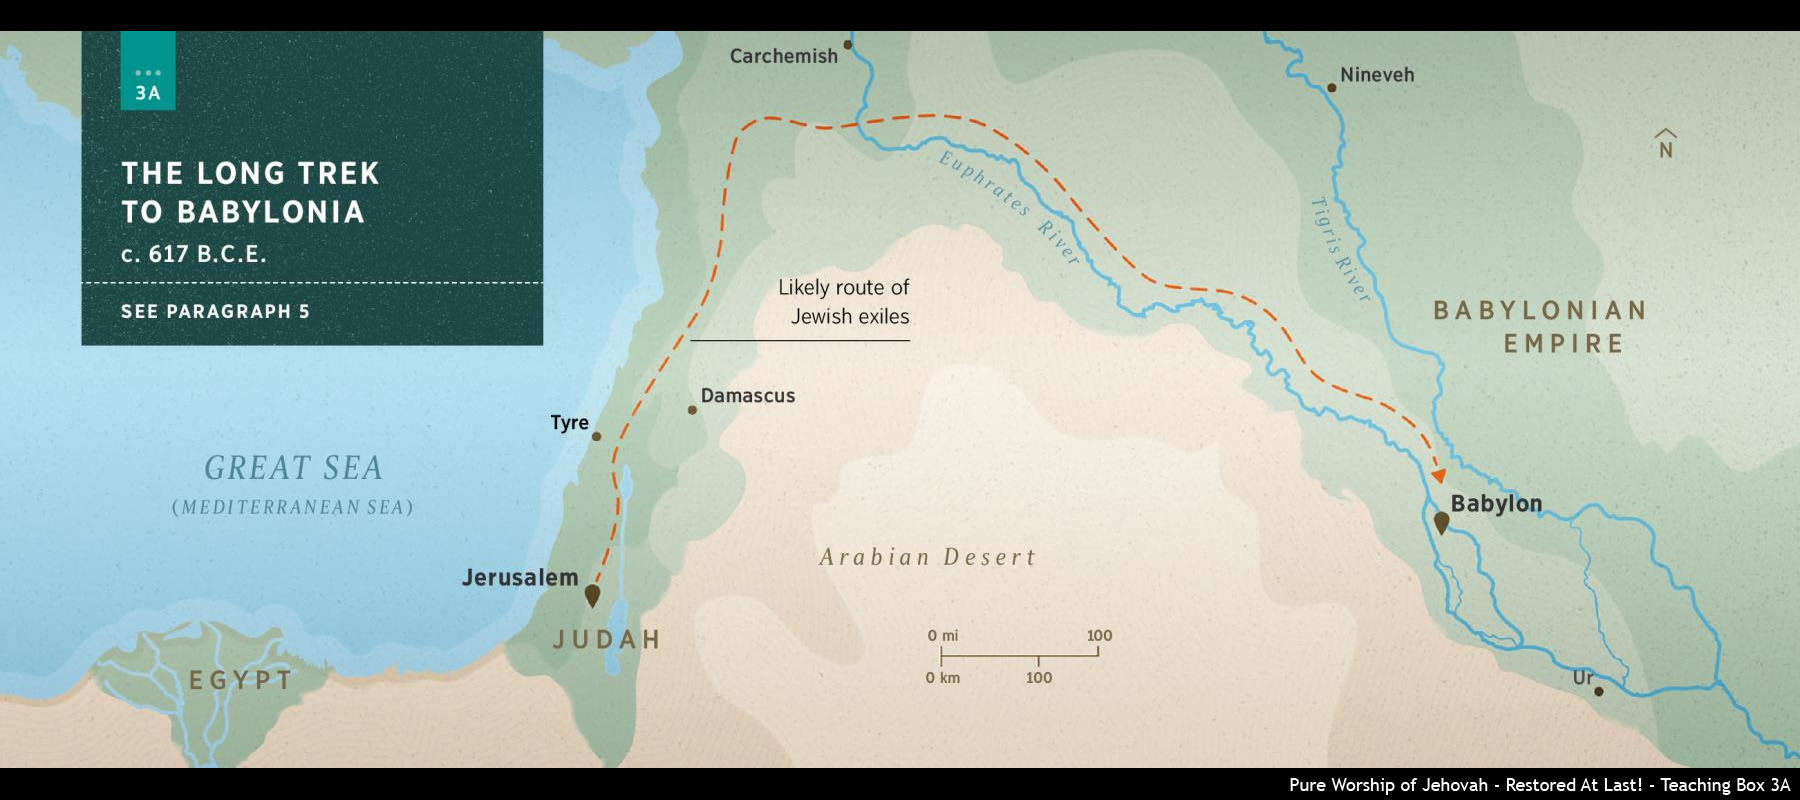 3A
THE LONG TREK
TO BABYLONIA
c. 617 B.C.E.
SEE PARAGRAPH 5
Carchemish
Nineveh
N
Euphrates River
Tigris River
Likely route of
Jewish exiles
BABYLONIAN
EMPIRE
Damascus
Tyre
GREAT SEA
(MEDITERRANEAN SEA)
Babylon
Arabian Desert
Jerusalem
JUDAH
0 mi 100
0 km 100
EGYPT
Ur
Pure Worship of Jehovah - Restored At Last! - Teaching Box 3A